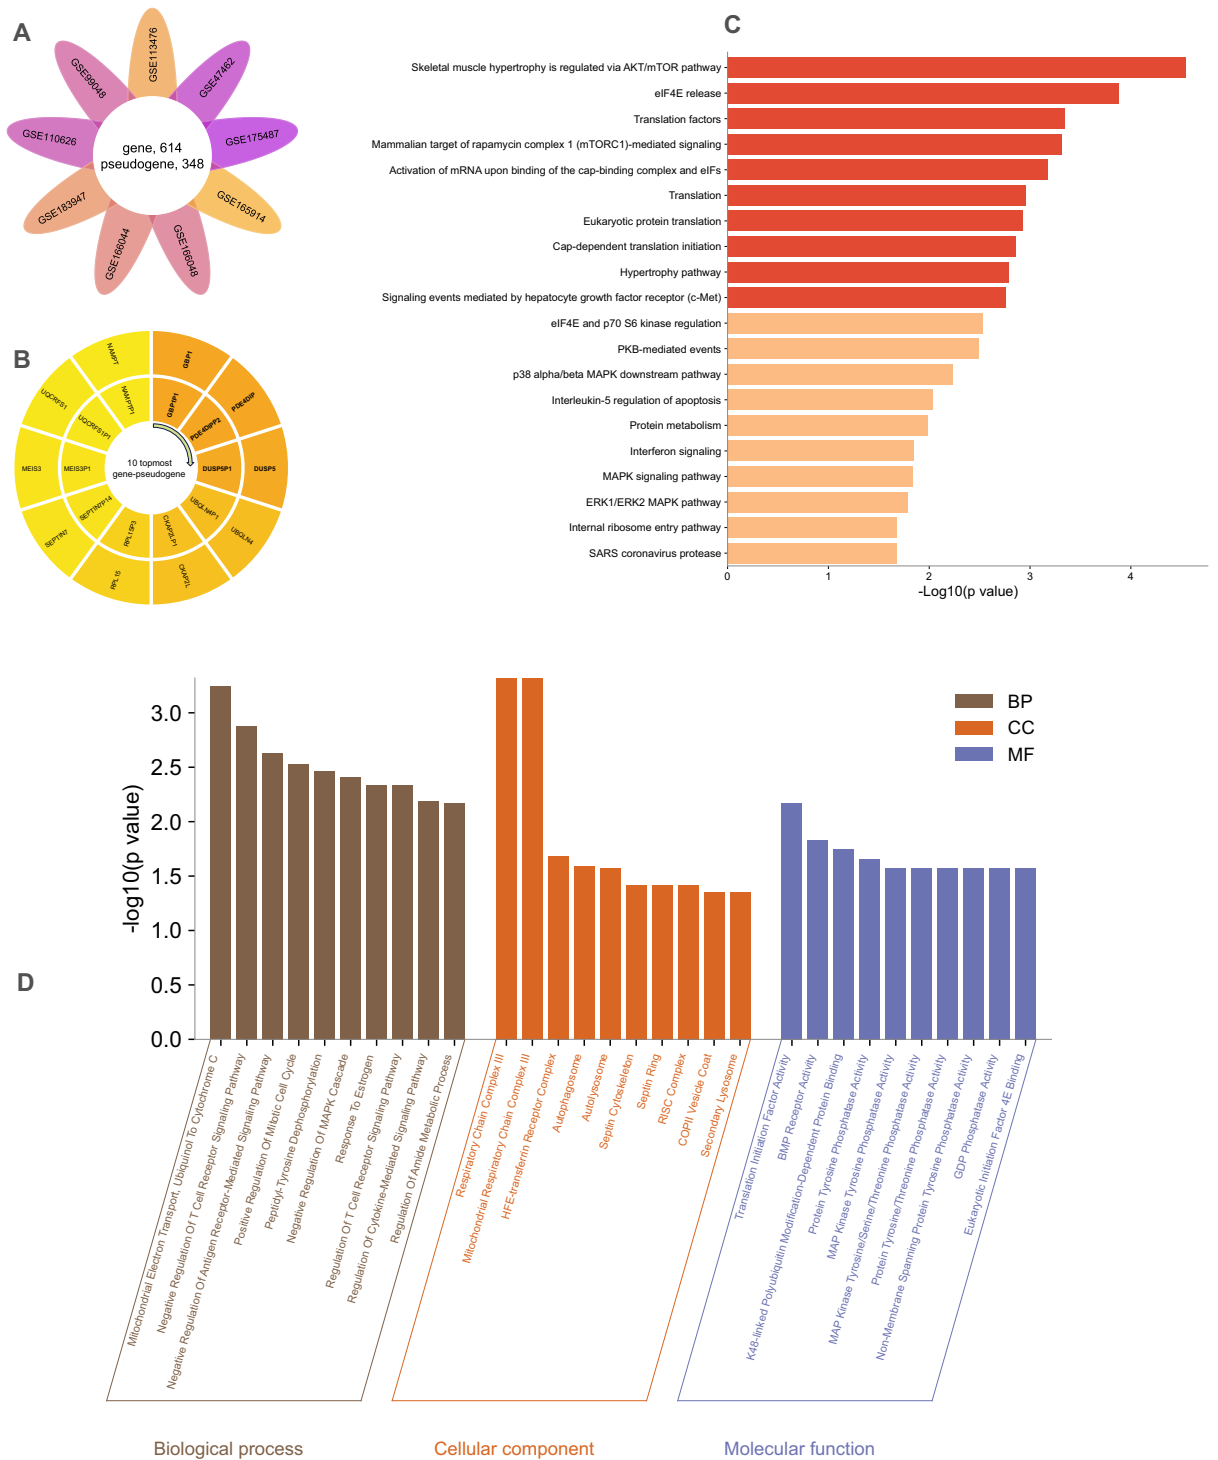 A
GSE113476
GSE47462
GSE175487
GSE165914
GSE166048
GSE166044
GSE183947
GSE110626
GSE99048
gene, 614
pseudogene, 348
B
GBP1
PDE4DIP
DUSP5
UBQLN4
CKAP2L
RPL15
SEPTIN7
MEIS3
UQCRFS1
NAMPT
GBP1P1
PDE4DIPP2
DUSP5P1
UBQLN4P1
CKAP2LP1
RPL15P3
SEPTIN7P14
MEIS3P1
UQCRFS1P1
NAMPTP1
10 topmost
gene-pseudogene
C
Skeletal muscle hypertrophy is regulated via AKT/mTOR pathway
eIF4E release
Translation factors
Mammalian target of rapamycin complex 1 (mTORC1)-mediated signaling
Activation of mRNA upon binding of the cap-binding complex and eIFs
Translation
Eukaryotic protein translation
Cap-dependent translation initiation
Hypertrophy pathway
Signaling events mediated by hepatocyte growth factor receptor (c-Met)
eIF4E and p70 S6 kinase regulation
PKB-mediated events
p38 alpha/beta MAPK downstream pathway
Interleukin-5 regulation of apoptosis
Protein metabolism
Interferon signaling
MAPK signaling pathway
ERK1/ERK2 MAPK pathway
Internal ribosome entry pathway
SARS coronavirus protease
0 1 2 3 4
-Log10(p value)
D
-log10(p value)
3.0
2.5
2.0
1.5
1.0
0.5
0.0
BP
CC
MF
Mitochondrial Electron Transport, Ubiquinol To Cytochrome C
Negative Regulation Of T Cell Receptor Signaling Pathway
Negative Regulation Of Antigen Receptor-Mediated Signaling Pathway
Positive Regulation Of Mitotic Cell Cycle
Peptidyl-Tyrosine Dephosphorylation
Negative Regulation Of MAPK Cascade
Response To Estrogen
Regulation Of T Cell Receptor Signaling Pathway
Regulation Of Cytokine-Mediated Signaling Pathway
Regulation Of Amide Metabolic Process
Respiratory Chain Complex III
Mitochondrial Respiratory Chain Complex III
HFE-transferrin Receptor Complex
Autophagosome
Autolysosome
Septin Cytoskeleton
Septin Ring
RISC Complex
COPII Vesicle Coat
Secondary Lysosome
Translation Initiation Factor Activity
BMP Receptor Activity
K48-linked Polyubiquitin Modification-Dependent Protein Binding
Protein Tyrosine Phosphatase Activity
MAP Kinase Tyrosine Phosphatase Activity
MAP Kinase Tyrosine/Serine/Threonine Phosphatase Activity
Protein Tyrosine/Threonine Phosphatase Activity
Non-Membrane Spanning Protein Tyrosine Phosphatase Activity
GDP Phosphatase Activity
Eukaryotic Initiation Factor 4E Binding
Biological process
Cellular component
Molecular function